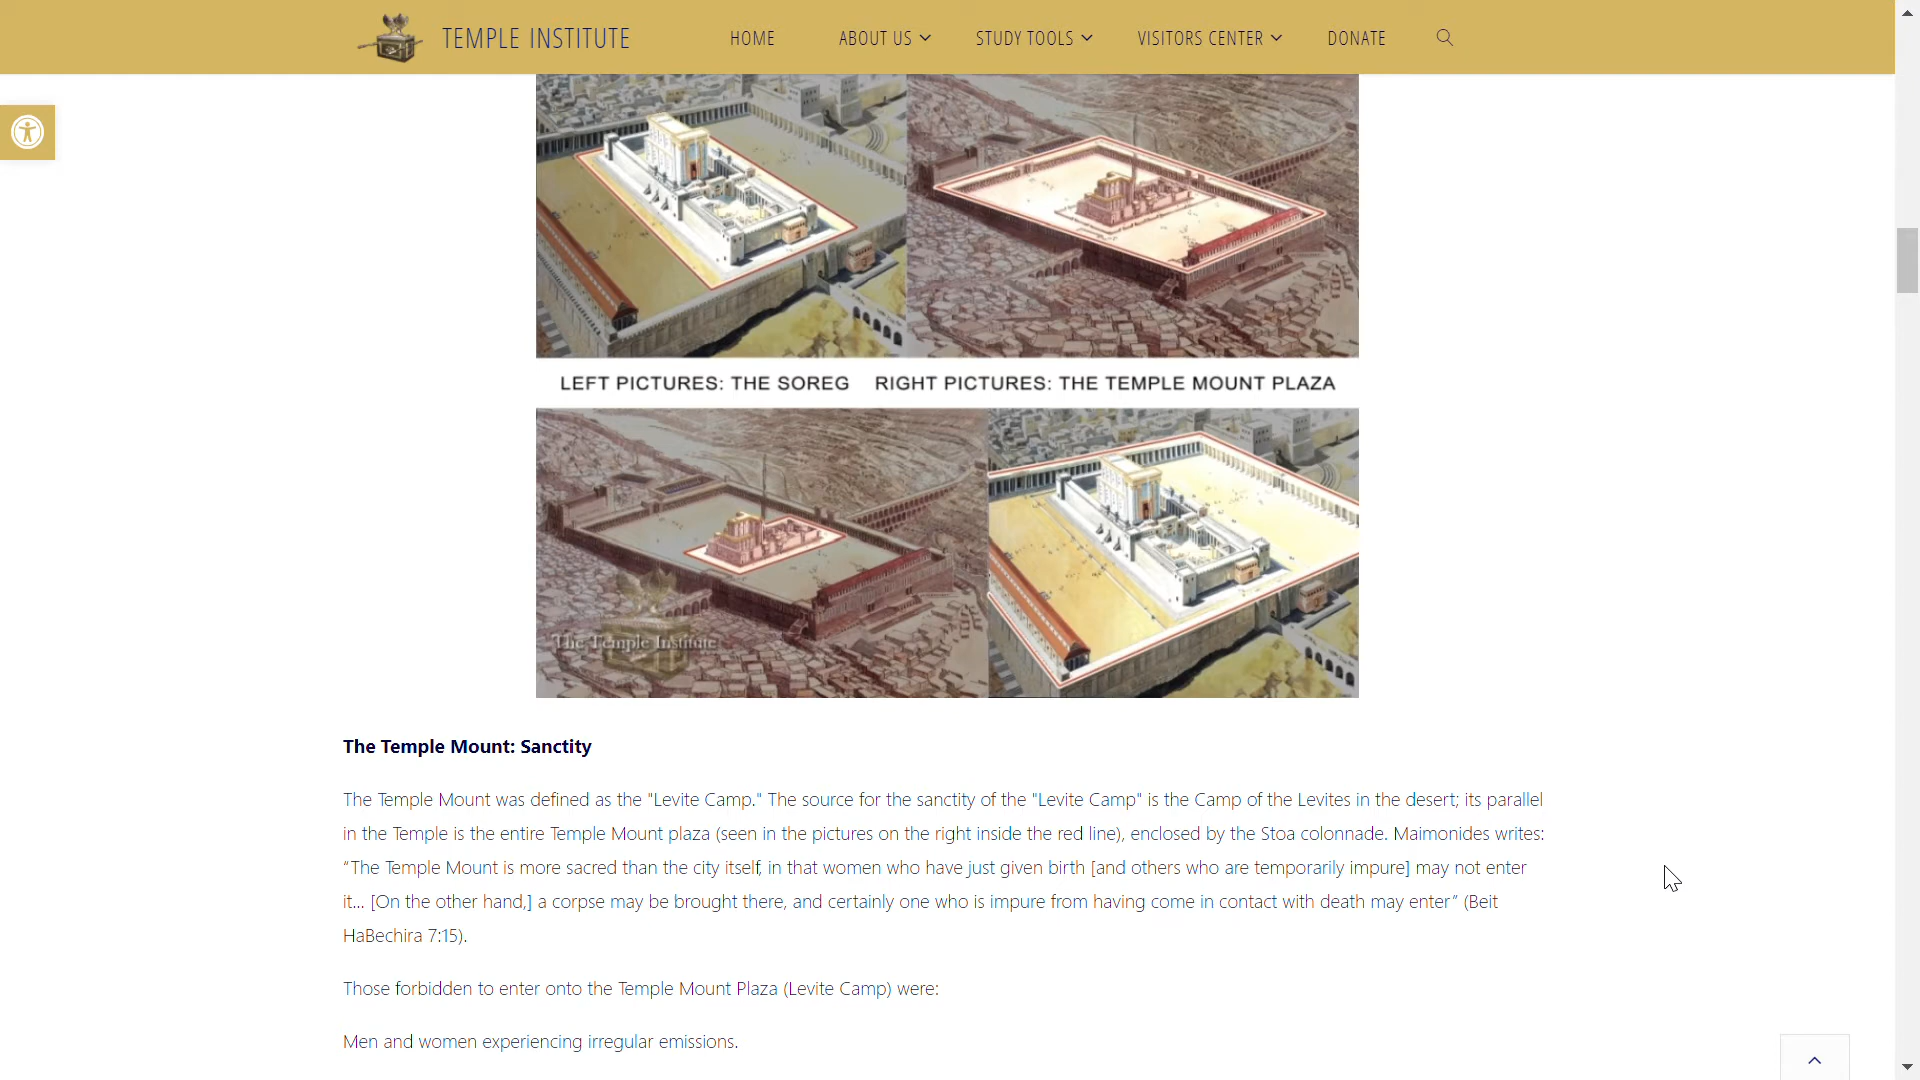 TEMPLE INSTITUTE
HOME
ABOUT US
STUDY TOOLS
VISITORS CENTER
DONATE
LEFT PICTURES: THE SOREG RIGHT PICTURES: THE TEMPLE MOUNT PLAZA
The Temple Institute
The Temple Mount: Sanctity
The Temple Mount was defined as the "Levite Camp." The source for the sanctity of the "Levite Camp" is the Camp of the Levites in the desert; its parallel
in the Temple is the entire Temple Mount plaza (seen in the pictures on the right inside the red line), enclosed by the Stoa colonnade. Maimonides writes:
“The Temple Mount is more sacred than the city itself, in that women who have just given birth [and others who are temporarily impure] may not enter
it... [On the other hand,] a corpse may be brought there, and certainly one who is impure from having come in contact with death may enter” (Beit
HaBechira 7:15).
Those forbidden to enter onto the Temple Mount Plaza (Levite Camp) were:
Men and women experiencing irregular emissions.